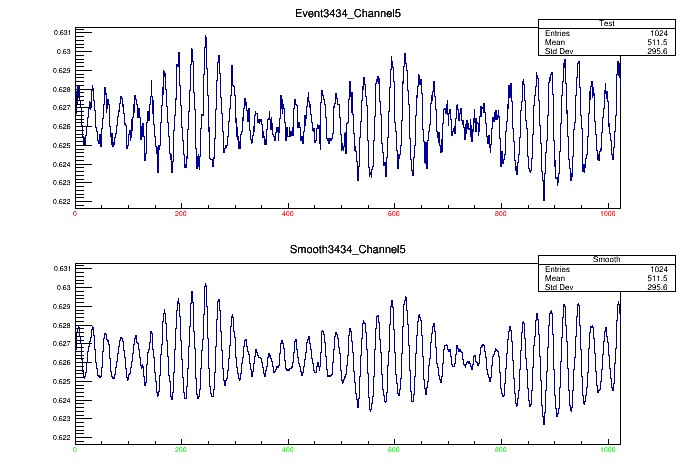 Event3434_Channel5
Test
Entries 1024
Mean 511.5
Std Dev 295.6
0.631
0.63
0.629
0.628
0.627
0.626
0.625
0.624
0.623
0.622
0 200 400 600 800 1000
Smooth3434_Channel5
Smooth
Entries 1024
Mean 511.5
Std Dev 295.6
0.631
0.63
0.629
0.628
0.627
0.626
0.625
0.624
0.623
0.622
0 200 400 600 800 1000